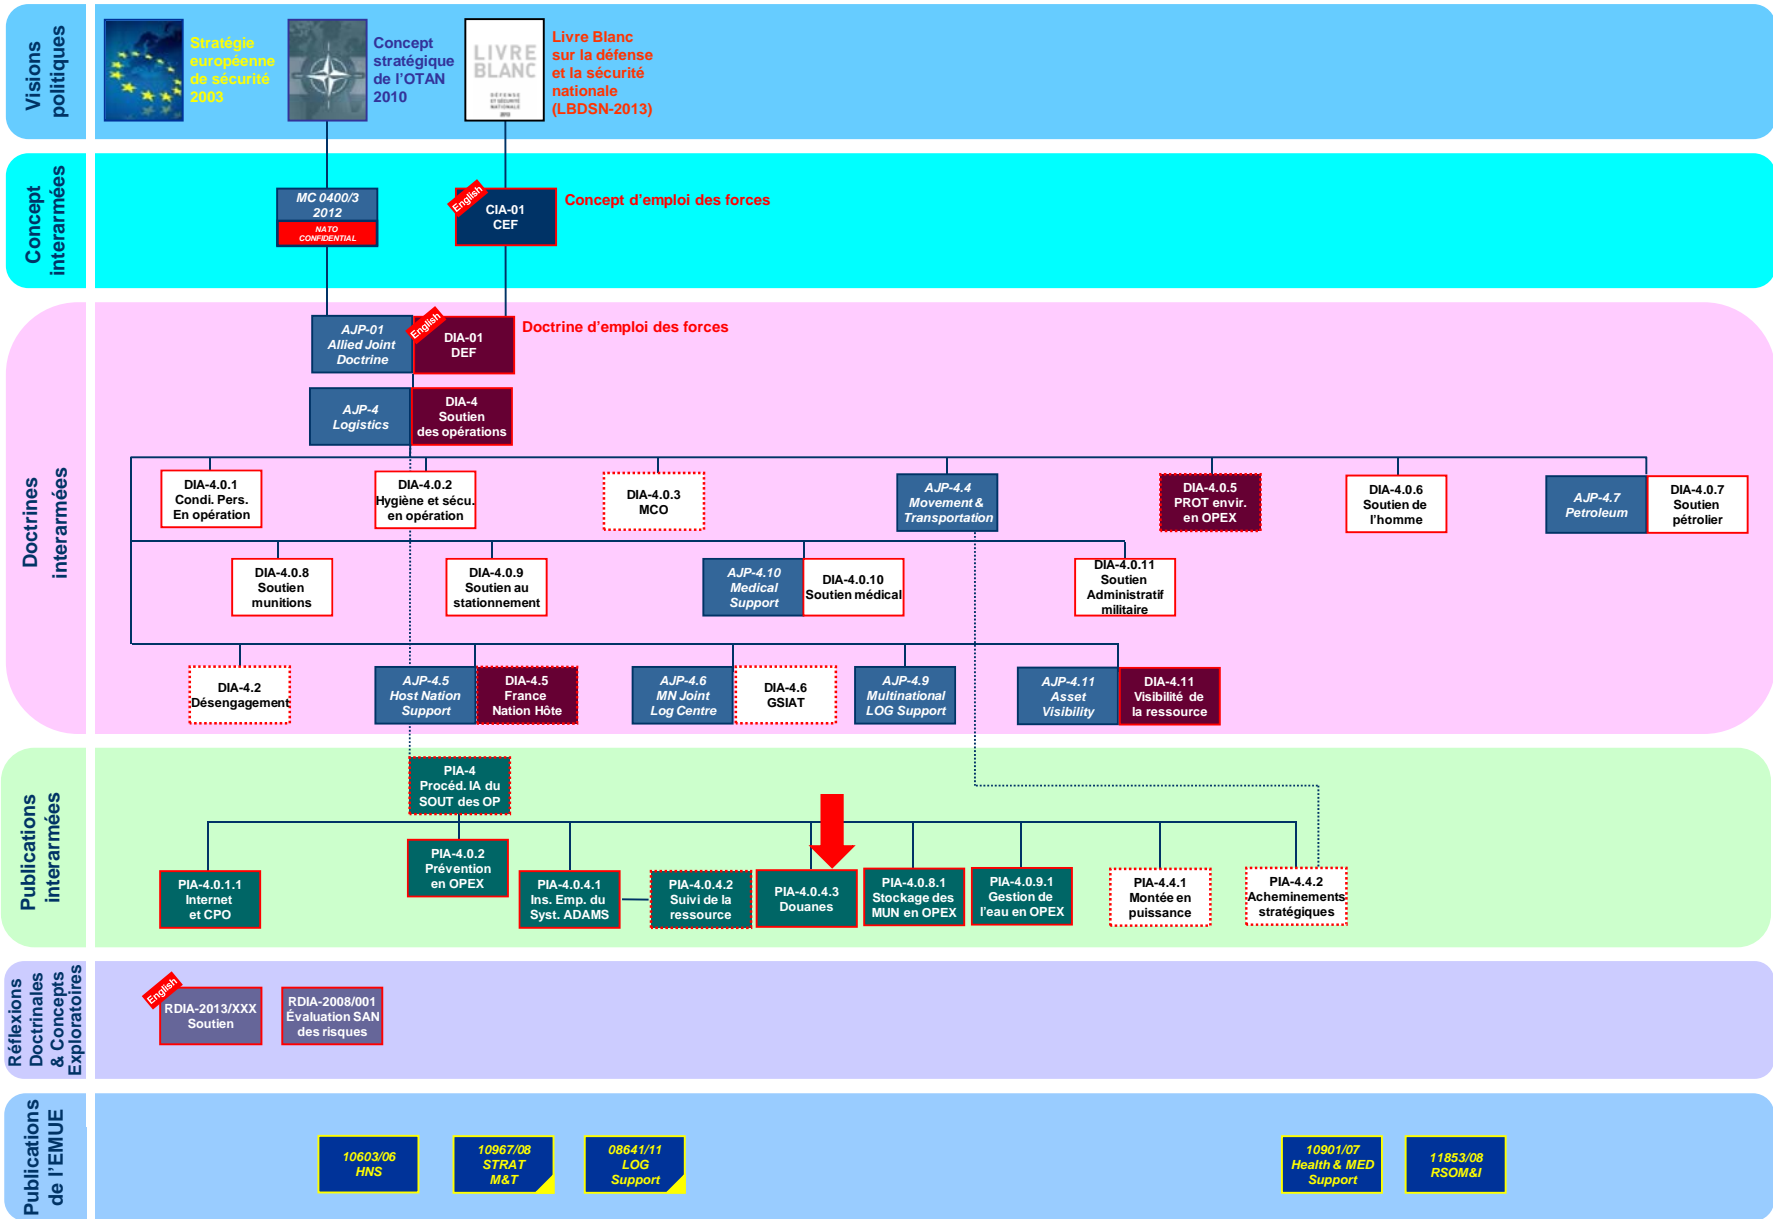 Visions
politiques
Stratégie
européenne
de sécurité
2003
Concept
stratégique
de l'OTAN
2010
LIVRE
BLANC
DÉFENSE
ET SÉCURITÉ
NATIONALE
Livre Blanc
sur la défense
et la sécurité
nationale
(LBDSN-2013)
Concept
interarmées
MC 0400/3
2012
NATO
CONFIDENTIAL
English
CIA-01
CEF
Concept d'emploi des forces
Doctrines
interarmées
AJP-01
Allied Joint
Doctrine
English
DIA-01
DEF
Doctrine d'emploi des forces
AJP-4
Logistics
DIA-4
Soutien
des opérations
DIA-4.0.1
Condi. Pers.
En opération
DIA-4.0.2
Hygiène et sécu.
en opération
DIA-4.0.3
MCO
AJP-4.4
Movement &
Transportation
DIA-4.0.5
PROT envir.
en OPEX
DIA-4.0.6
Soutien de
l'homme
AJP-4.7
Petroleum
DIA-4.0.7
Soutien
pétrolier
DIA-4.0.8
Soutien
munitions
DIA-4.0.9
Soutien au
stationnement
AJP-4.10
Medical
Support
DIA-4.0.10
Soutien médical
DIA-4.0.11
Soutien
Administratif
militaire
DIA-4.2
Désengagement
AJP-4.5
Host Nation
Support
DIA-4.5
France
Nation Hôte
AJP-4.6
MN Joint
Log Centre
DIA-4.6
GSIAT
AJP-4.9
Multinational
LOG Support
AJP-4.11
Asset
Visibility
DIA-4.11
Visibilité de
la ressource
Publications
interarmées
PIA-4
Procéd. IA du
SOUT des OP
PIA-4.0.1.1
Internet
et CPO
PIA-4.0.2
Prévention
en OPEX
PIA-4.0.4.1
Ins. Emp. du
Syst. ADAMS
PIA-4.0.4.2
Suivi de la
ressource
PIA-4.0.4.3
Douanes
PIA-4.0.8.1
Stockage des
MUN en OPEX
PIA-4.0.9.1
Gestion de
l'eau en OPEX
PIA-4.4.1
Montée en
puissance
PIA-4.4.2
Acheminements
stratégiques
Réflexions
Doctrinales
& Concepts
Exploratoires
English
RDIA-2013/XXX
Soutien
RDIA-2008/001
Évaluation SAN
des risques
Publications
de l'EMUE
10603/06
HNS
10967/08
STRAT
M&T
08641/11
LOG
Support
10901/07
Health & MED
Support
11853/08
RSOM&I